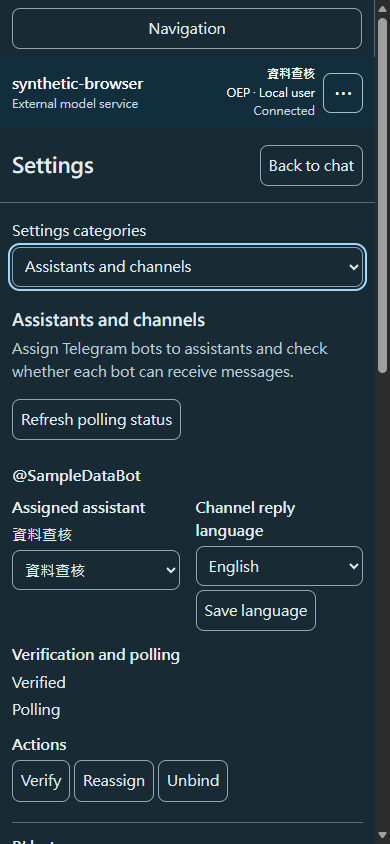 Navigation
synthetic-browser
External model service
資料查核
OEP · Local user
Connected
...
Settings
Back to chat
Settings categories
Assistants and channels
Assistants and channels
Assign Telegram bots to assistants and check
whether each bot can receive messages.
Refresh polling status
@SampleDataBot
Assigned assistant
資料查核
資料查核
Channel reply
language
English
Save language
Verification and polling
Verified
Polling
Actions
Verify
Reassign
Unbind